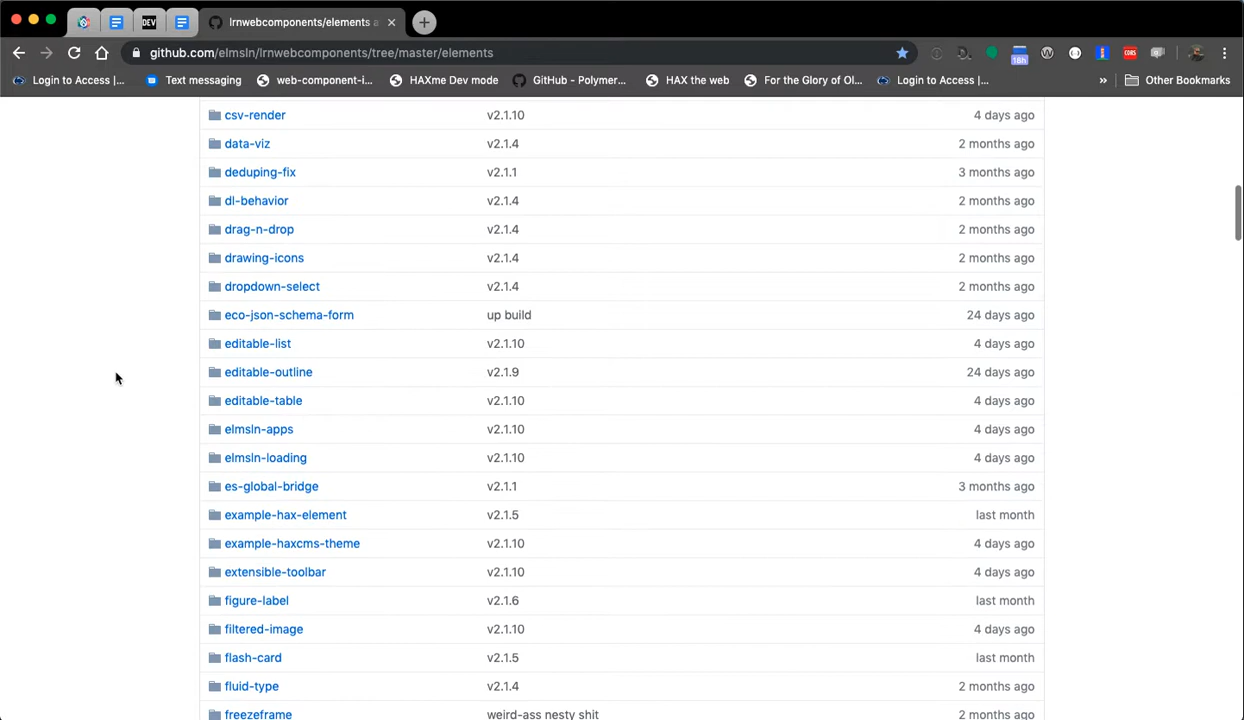 DEV
lrnwebcomponents/elements a
github.com/elmsln/lrnwebcomponents/tree/master/elements
18h
CORS
Login to Access |...
Text messaging
web-component-i...
HAXme Dev mode
GitHub - Polymer...
HAX the web
For the Glory of Ol...
Login to Access |...
»
Other Bookmarks
csv-render v2.1.10 4 days ago
data-viz v2.1.4 2 months ago
deduping-fix v2.1.1 3 months ago
dl-behavior v2.1.4 2 months ago
drag-n-drop v2.1.4 2 months ago
drawing-icons v2.1.4 2 months ago
dropdown-select v2.1.4 2 months ago
eco-json-schema-form up build 24 days ago
editable-list v2.1.10 4 days ago
editable-outline v2.1.9 24 days ago
editable-table v2.1.10 4 days ago
elmsln-apps v2.1.10 4 days ago
elmsln-loading v2.1.10 4 days ago
es-global-bridge v2.1.1 3 months ago
example-hax-element v2.1.5 last month
example-haxcms-theme v2.1.10 4 days ago
extensible-toolbar v2.1.10 4 days ago
figure-label v2.1.6 last month
filtered-image v2.1.10 4 days ago
flash-card v2.1.5 last month
fluid-type v2.1.4 2 months ago
freezeframe weird-ass nesty shit 2 months ago